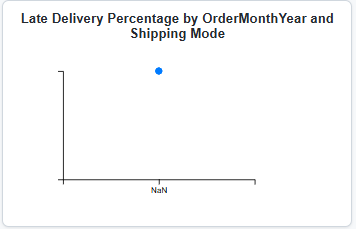 Late Delivery Percentage by OrderMonthYear and
Shipping Mode
NaN